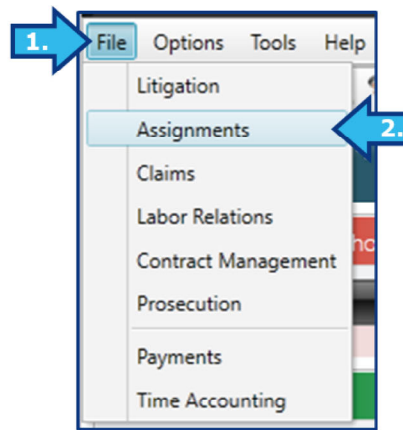 1.
File Options Tools Help
Litigation
Assignments
2.
Claims
Labor Relations
Contract Management
Prosecution
Payments
Time Accounting